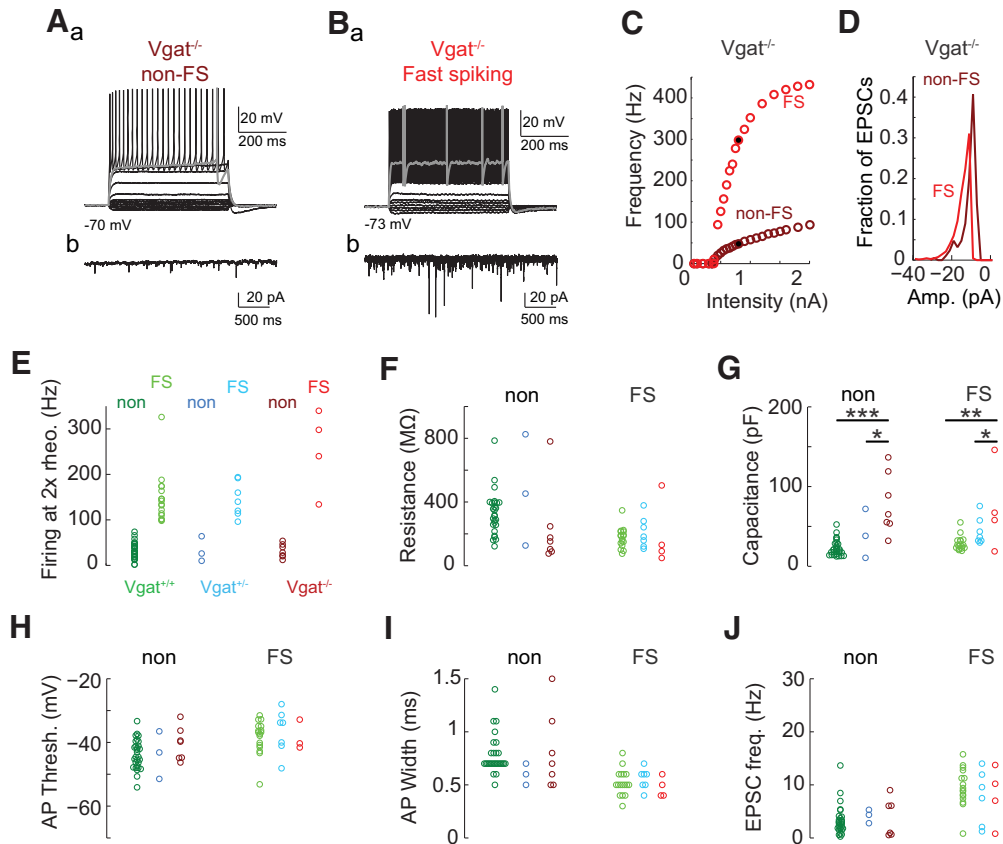 A
a
Vgat-/-
non-FS
20 mV
200 ms
-70 mV
b
20 pA
500 ms
B
a
Vgat-/-
Fast spiking
20 mV
200 ms
-73 mV
b
20 pA
500 ms
C
Vgat-/-
Frequency (Hz)
400
300
200
100
0
FS
non-FS
0
1
2
Intensity (nA)
D
Vgat-/-
Fraction of EPSCs
0.4
0.3
0.2
0.1
0
non-FS
FS
−40
−20
0
Amp. (pA)
E
Firing at 2x rheo. (Hz)
300
200
100
0
FS
FS
FS
non
non
non
Vgat+/+
Vgat+/-
Vgat-/-
F
non
FS
Resistance (MΩ)
800
400
0
G
non
FS
Capacitance (pF)
200
100
0
***
*
**
*
H
non
FS
AP Thresh. (mV)
−20
−40
−60
I
non
FS
AP Width (ms)
1.5
1
0.5
0
J
non
FS
EPSC freq. (Hz)
30
20
10
0